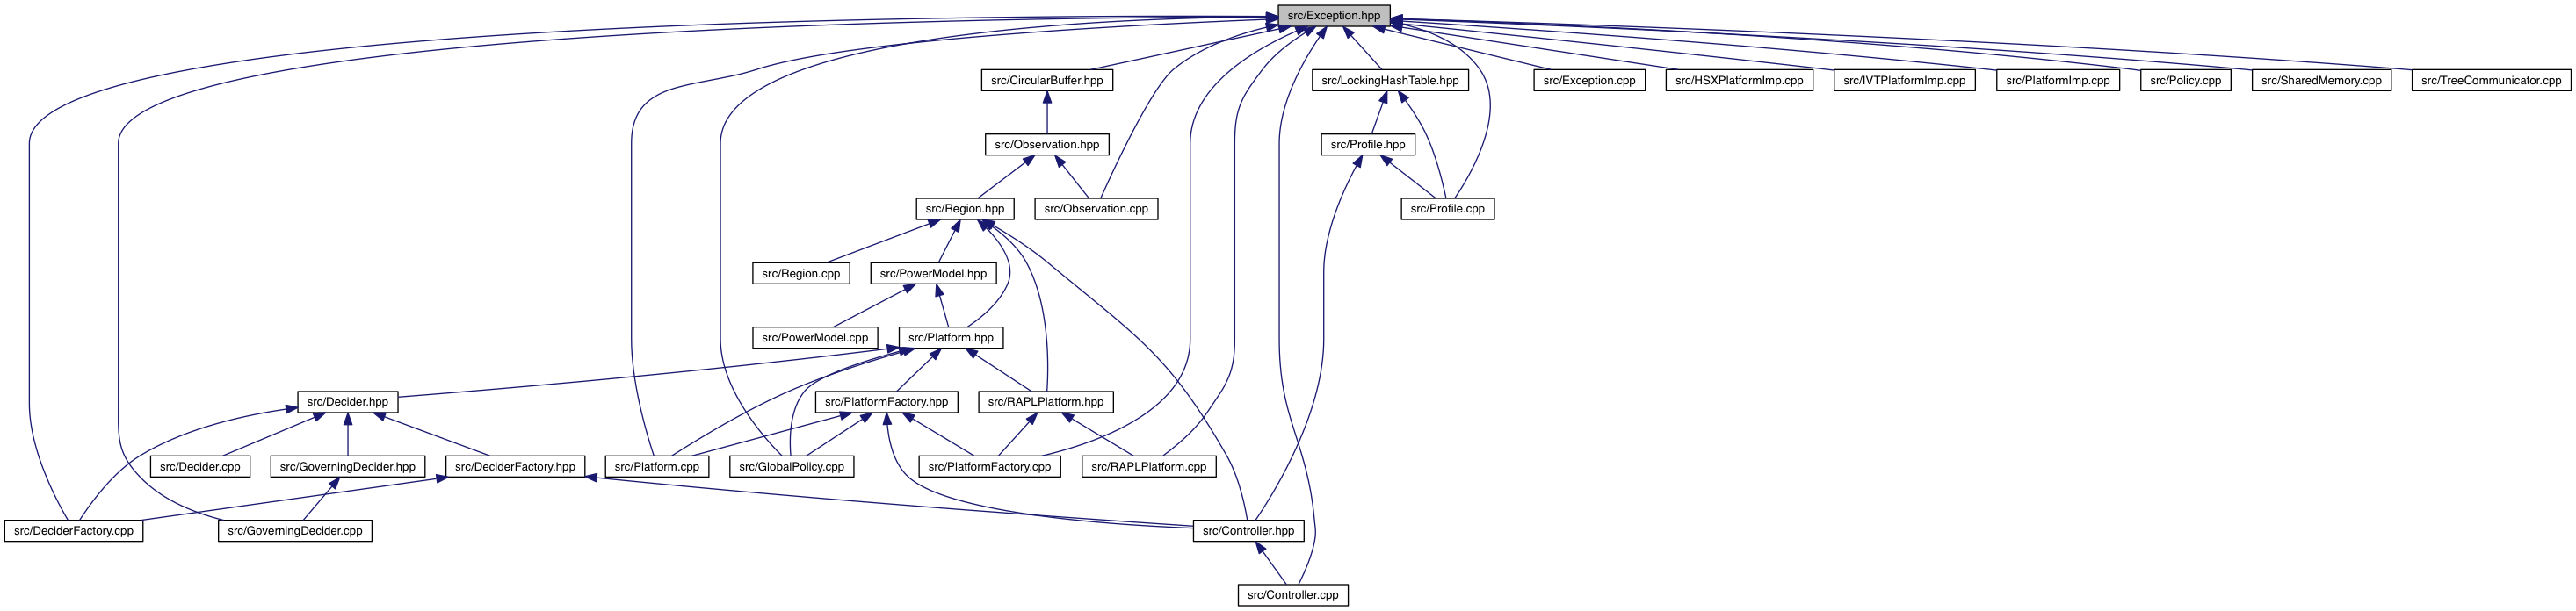 src/Exception.hpp
src/CircularBuffer.hpp
src/LockingHashTable.hpp
src/Exception.cpp
src/HSXPlatformImp.cpp
src/IVTPlatformImp.cpp
src/PlatformImp.cpp
src/Policy.cpp
src/SharedMemory.cpp
src/TreeCommunicator.cpp
src/Observation.hpp
src/Profile.hpp
src/Region.hpp
src/Observation.cpp
src/Profile.cpp
src/Region.cpp
src/PowerModel.hpp
src/PowerModel.cpp
src/Platform.hpp
src/Decider.hpp
src/PlatformFactory.hpp
src/RAPLPlatform.hpp
src/Decider.cpp
src/GoverningDecider.hpp
src/DeciderFactory.hpp
src/Platform.cpp
src/GlobalPolicy.cpp
src/PlatformFactory.cpp
src/RAPLPlatform.cpp
src/DeciderFactory.cpp
src/GoverningDecider.cpp
src/Controller.hpp
src/Controller.cpp